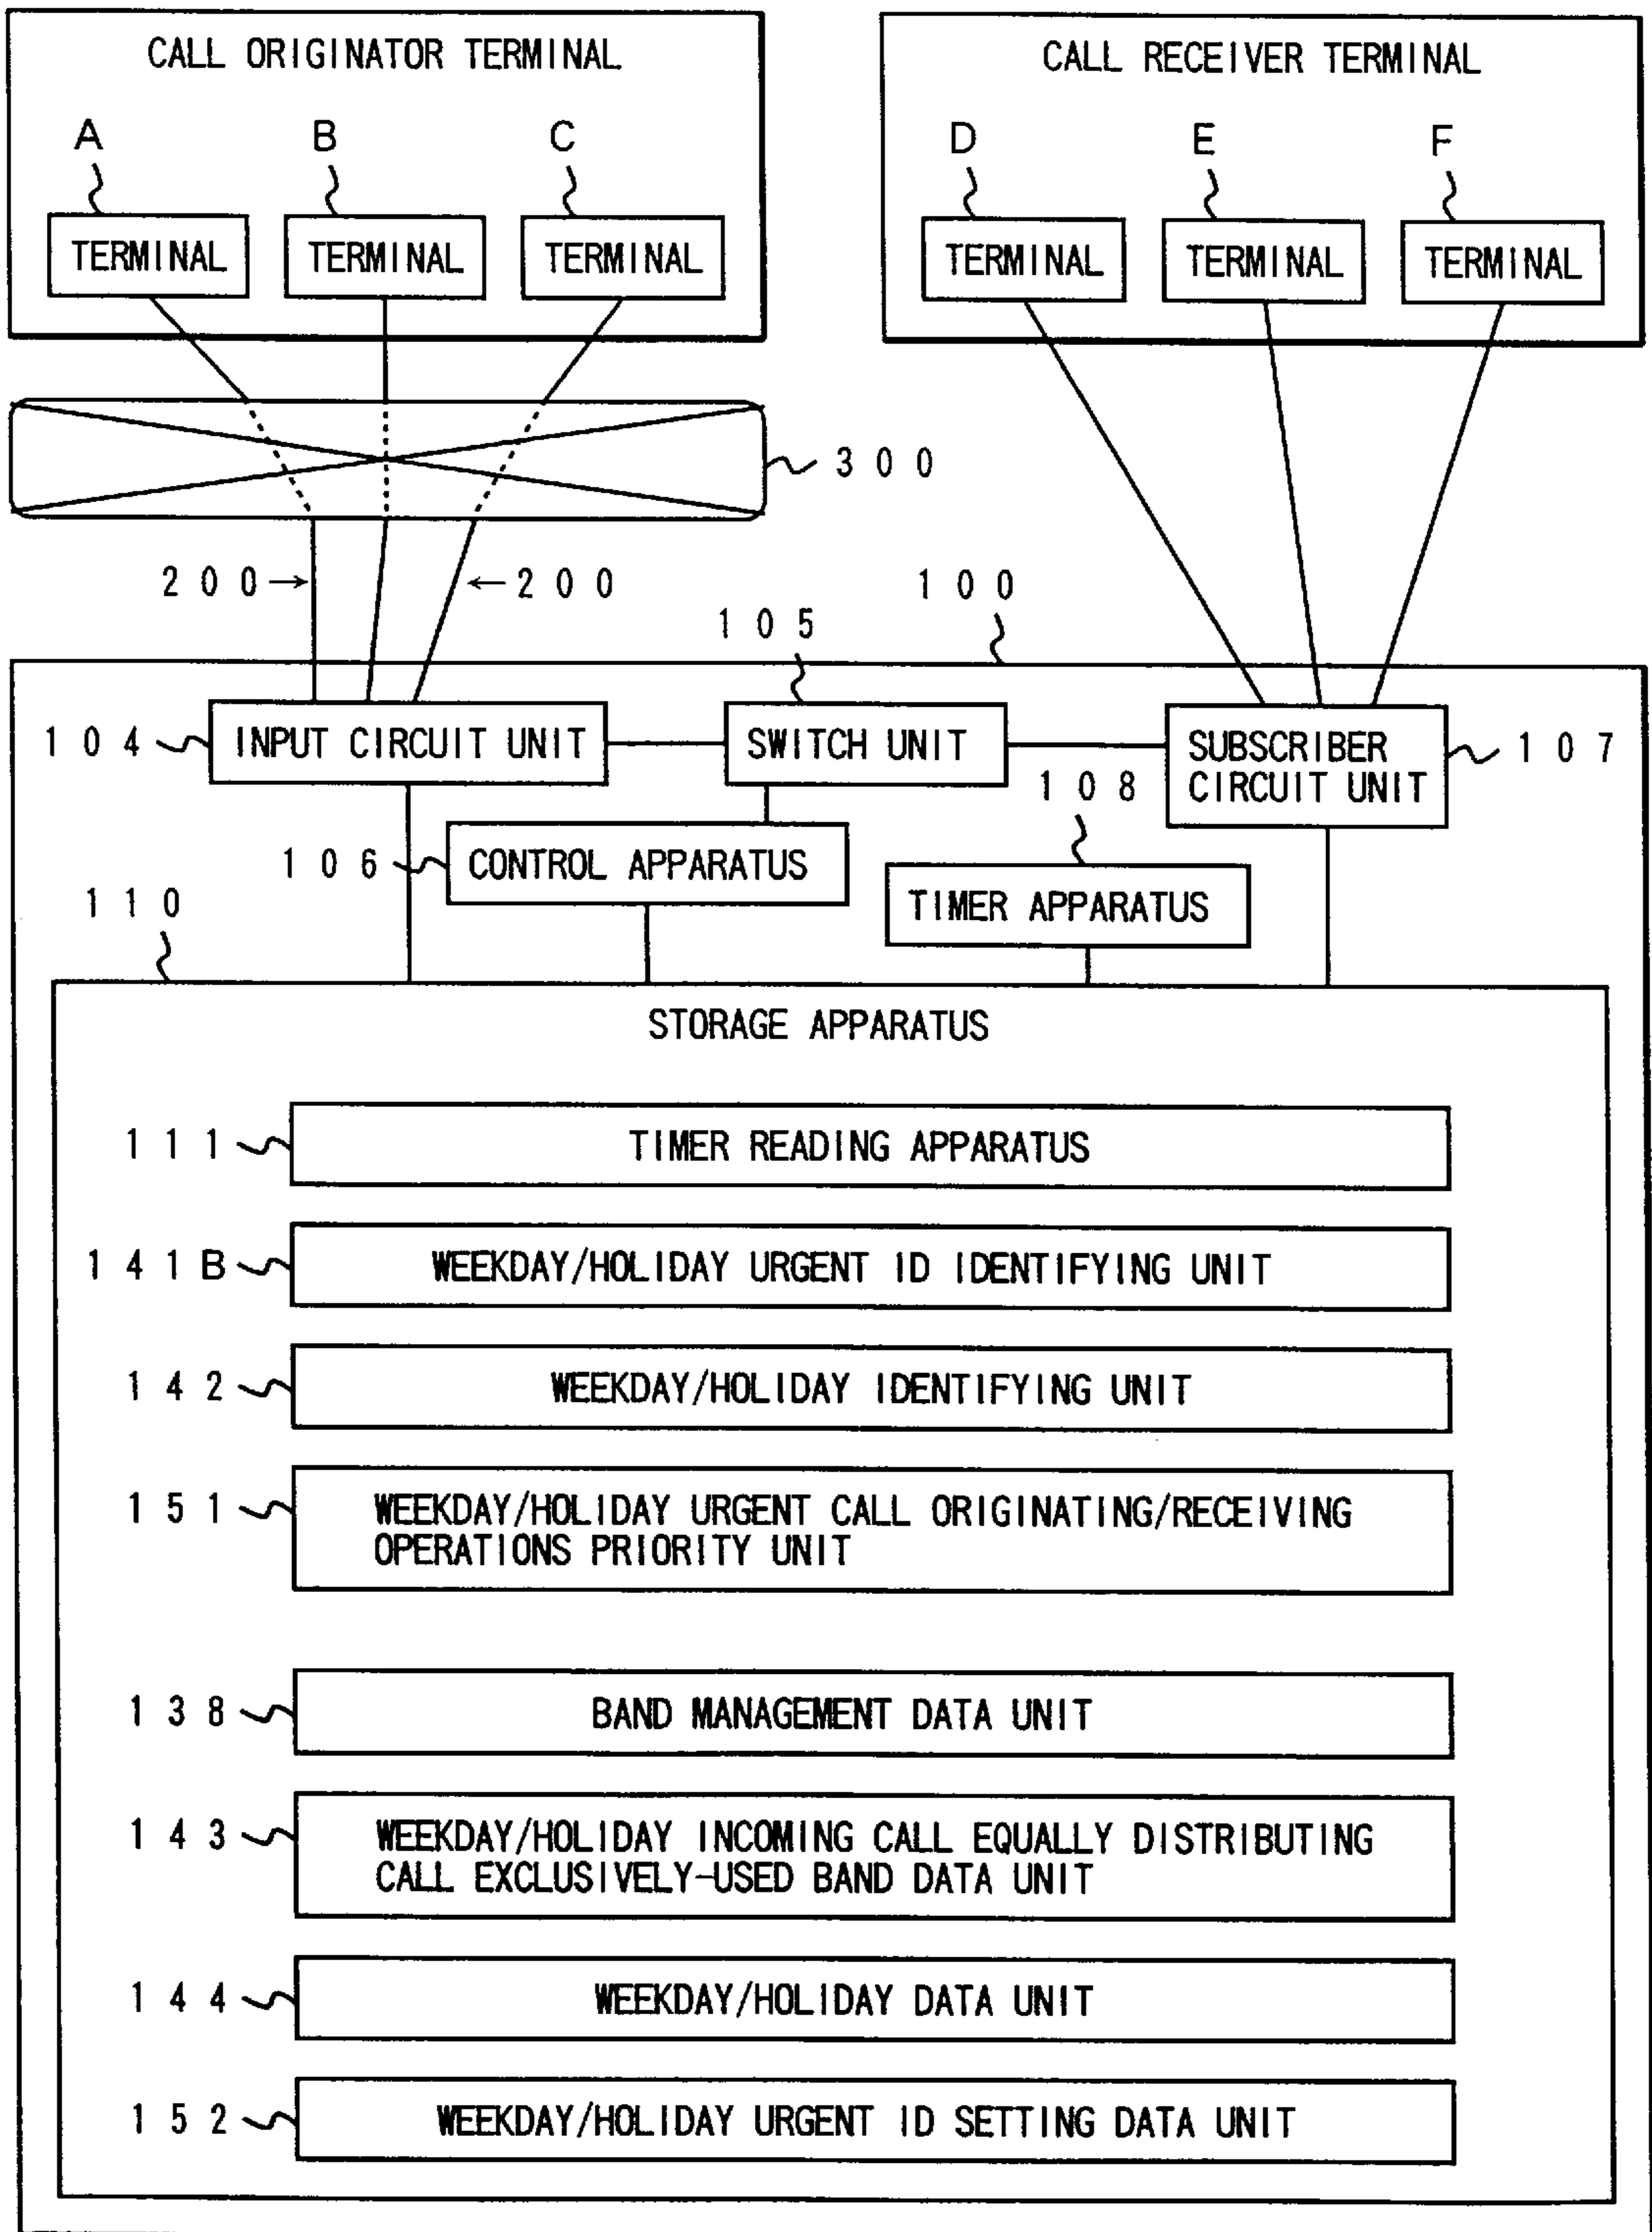 CALL ORIGINATOR TERMINAL
CALL RECEIVER TERMINAL
A
B
C
D
E
F
TERMINAL
TERMINAL
TERMINAL
TERMINAL
TERMINAL
TERMINAL
300
200→
←200
100
105
104
INPUT CIRCUIT UNIT
SWITCH UNIT
SUBSCRIBER
CIRCUIT UNIT
107
108
106
CONTROL APPARATUS
TIMER APPARATUS
110
STORAGE APPARATUS
111
TIMER READING APPARATUS
141B
WEEKDAY/HOLIDAY URGENT ID IDENTIFYING UNIT
142
WEEKDAY/HOLIDAY IDENTIFYING UNIT
151
WEEKDAY/HOLIDAY URGENT CALL ORIGINATING/RECEIVING
OPERATIONS PRIORITY UNIT
138
BAND MANAGEMENT DATA UNIT
143
WEEKDAY/HOLIDAY INCOMING CALL EQUALLY DISTRIBUTING
CALL EXCLUSIVELY-USED BAND DATA UNIT
144
WEEKDAY/HOLIDAY DATA UNIT
152
WEEKDAY/HOLIDAY URGENT ID SETTING DATA UNIT